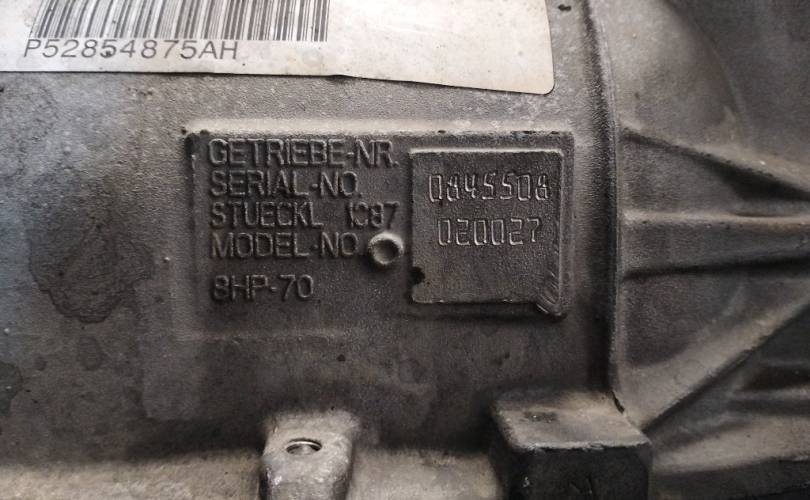 P52854875AH
GETRIEBE-NR.
SERIAL-NO.
STUECKL 1087
MODEL-NO.
8HP-70
0845508
020027